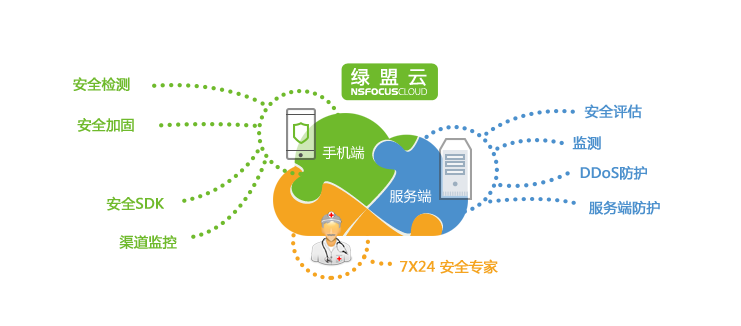 绿盟云
NSFOCUSCLOUD
安全检测
安全加固
安全SDK
渠道监控
手机端
服务端
安全评估
监测
DDoS防护
服务端防护
7X24 安全专家